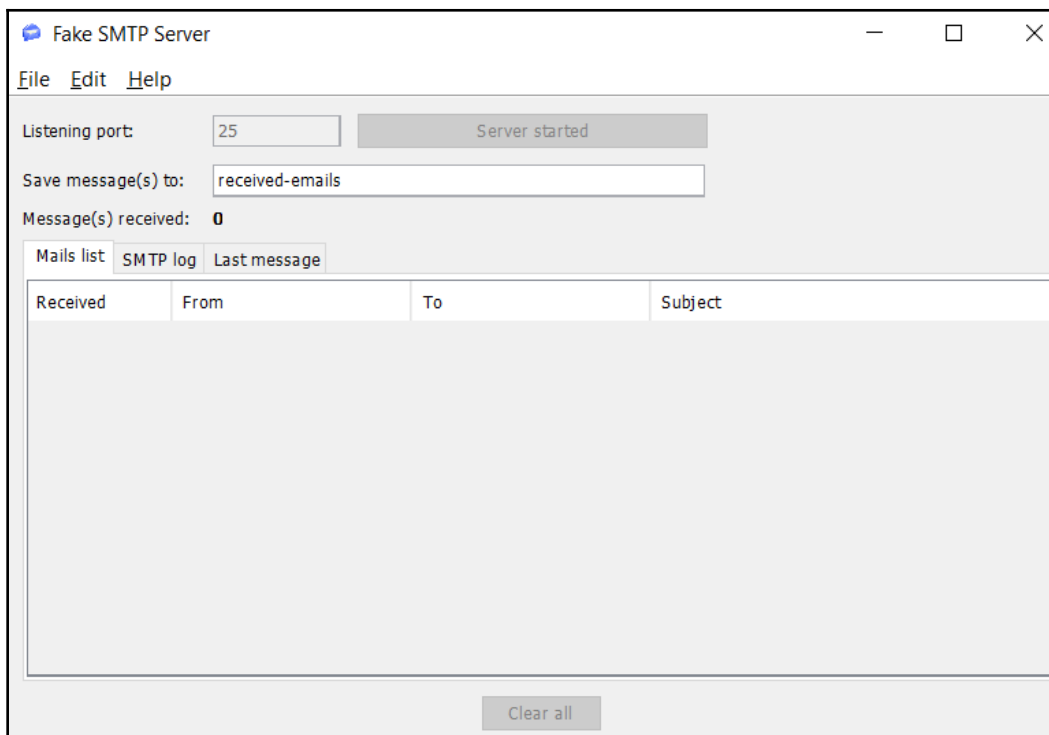 Fake SMTP Server
File Edit Help
Listening port: 25 Server started
Save message(s) to: received-emails
Message(s) received: 0
Mails list SMTP log Last message
Received From To Subject
Clear all